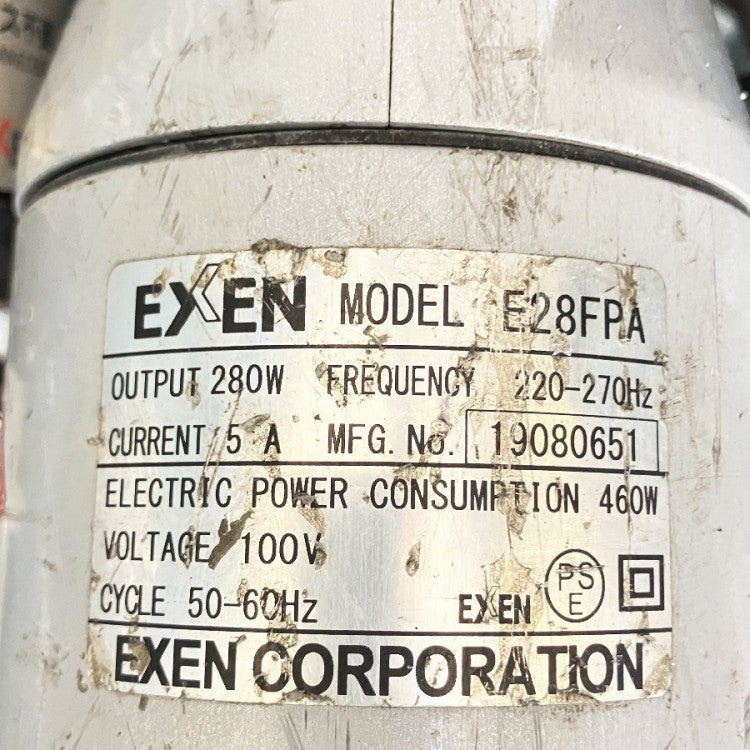 EXEN MODEL E28FPA
OUTPUT 280W FREQUENCY 220-270Hz
CURRENT 5 A MFG. No. 19080651
ELECTRIC POWER CONSUMPTION 460W
VOLTAGE 100V
CYCLE 50-60Hz EXEN PS E
EXEN CORPORATION